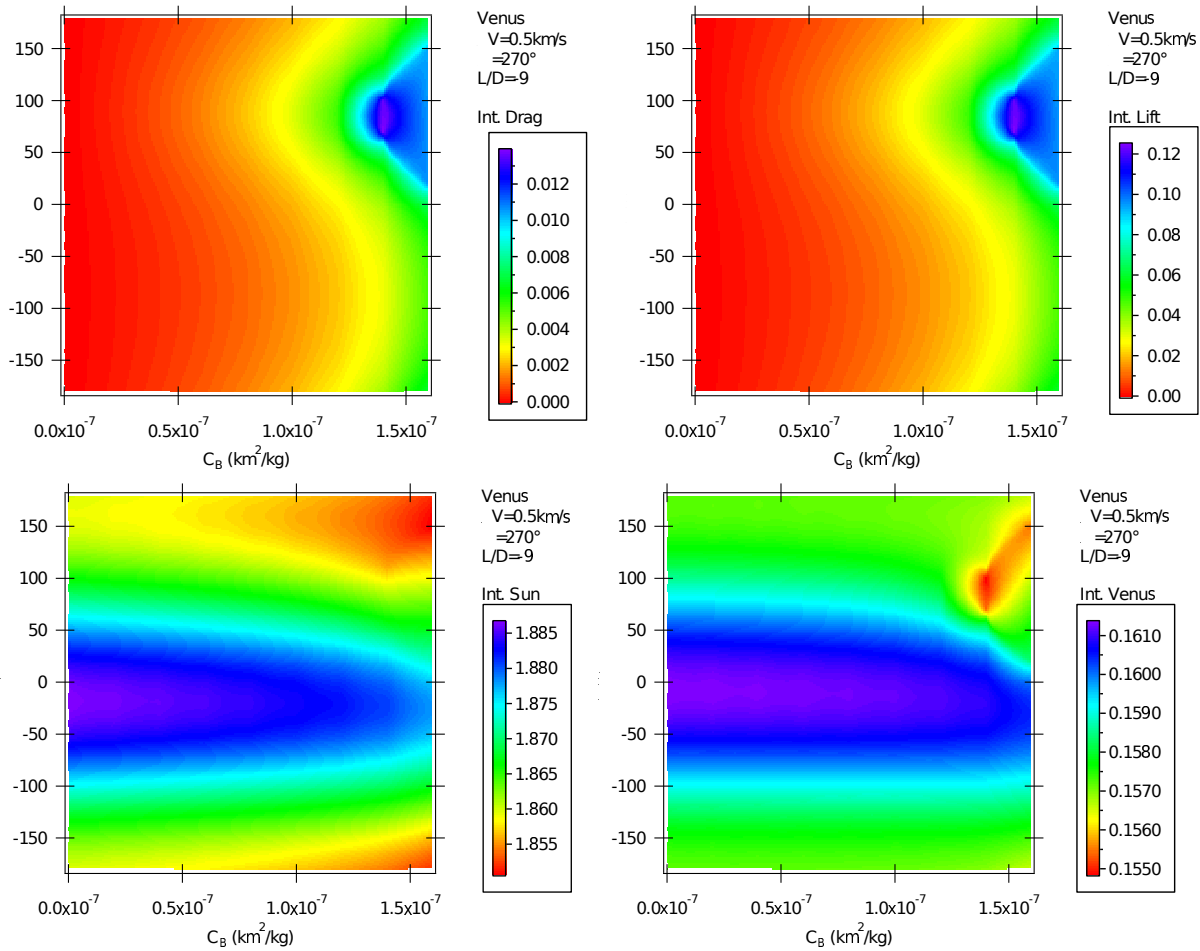 Venus
V=0.5km/s
=270°
L/D=-9
Int. Drag
0.012
0.010
0.008
0.006
0.004
0.002
0.000
150
100
50
0
-50
-100
-150
0.0x10⁻⁷ 0.5x10⁻⁷ 1.0x10⁻⁷ 1.5x10⁻⁷
C_B (km²/kg)
Venus
V=0.5km/s
=270°
L/D=-9
Int. Lift
0.12
0.10
0.08
0.06
0.04
0.02
0.00
150
100
50
0
-50
-100
-150
0.0x10⁻⁷ 0.5x10⁻⁷ 1.0x10⁻⁷ 1.5x10⁻⁷
C_B (km²/kg)
Venus
V=0.5km/s
=270°
L/D=-9
Int. Sun
1.885
1.880
1.875
1.870
1.865
1.860
1.855
150
100
50
0
-50
-100
-150
0.0x10⁻⁷ 0.5x10⁻⁷ 1.0x10⁻⁷ 1.5x10⁻⁷
C_B (km²/kg)
Venus
V=0.5km/s
=270°
L/D=-9
Int. Venus
0.1610
0.1600
0.1590
0.1580
0.1570
0.1560
0.1550
150
100
50
0
-50
-100
-150
0.0x10⁻⁷ 0.5x10⁻⁷ 1.0x10⁻⁷ 1.5x10⁻⁷
C_B (km²/kg)